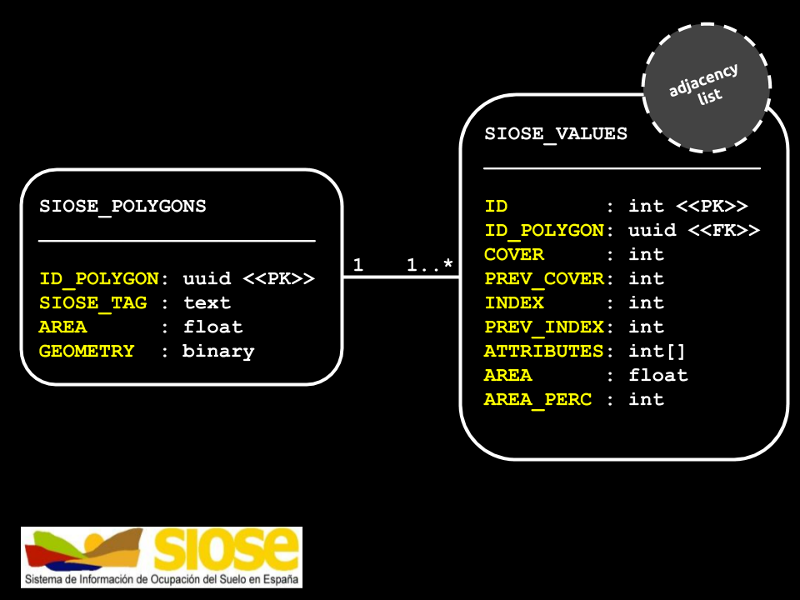 adjacency
list
SIOSE_VALUES
ID : int <<PK>>
ID_POLYGON: uuid <<FK>>
COVER : int
PREV_COVER: int
INDEX : int
PREV_INDEX: int
ATTRIBUTES: int[]
AREA : float
AREA_PERC : int
SIOSE_POLYGONS
ID_POLYGON: uuid <<PK>>
SIOSE_TAG : text
AREA : float
GEOMETRY : binary
1 1..*
siose
Sistema de Información de Ocupación del Suelo en España